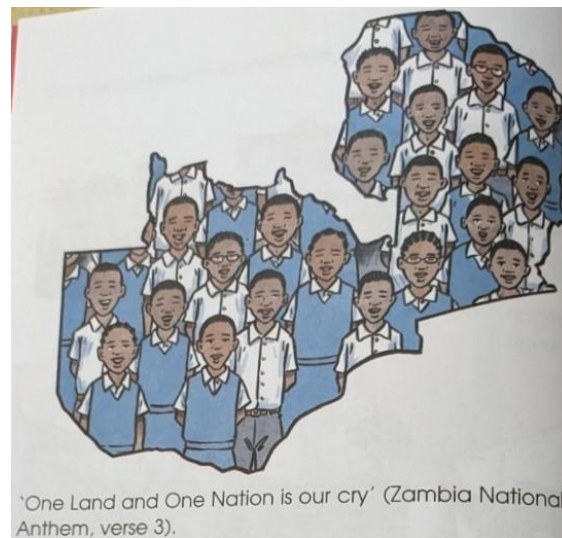 'One Land and One Nation is our cry' (Zambia National
Anthem, verse 3).